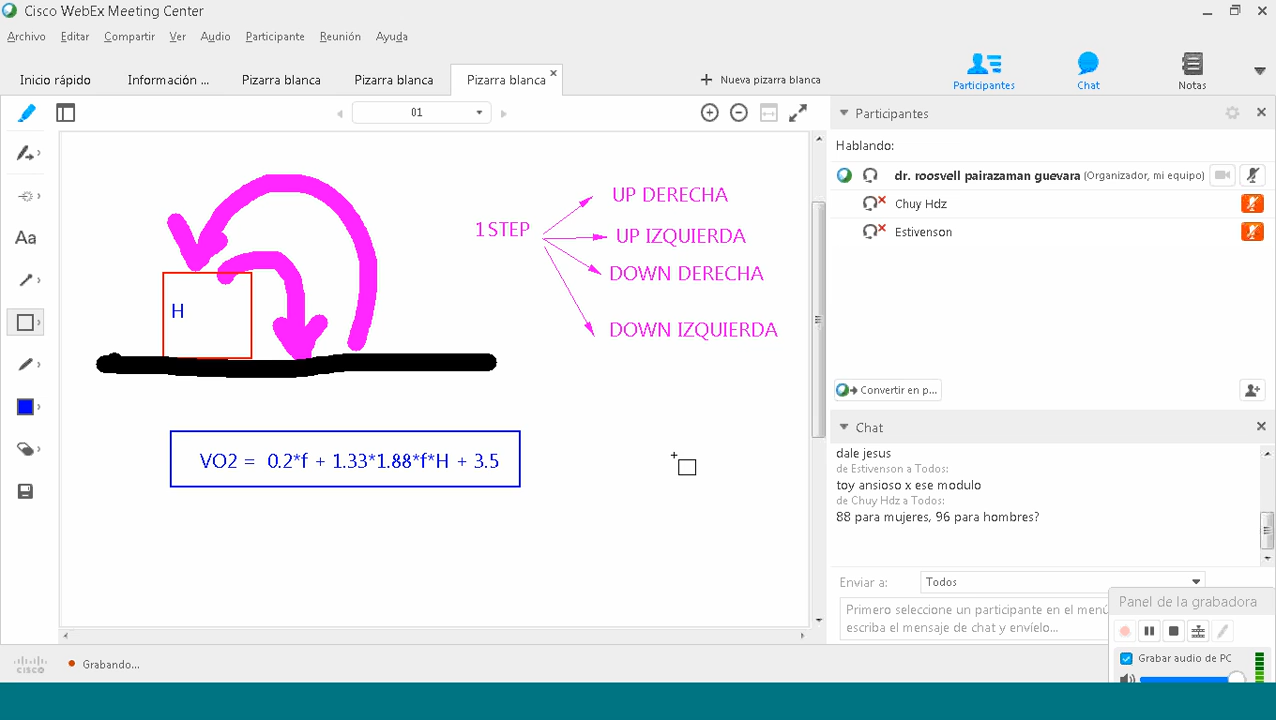 Cisco WebEx Meeting Center
Archivo Editar Compartir Ver Audio Participante Reunión Ayuda
Inicio rápido Información ... Pizarra blanca Pizarra blanca Pizarra blanca Nueva pizarra blanca
Participantes Chat Notas
01
Participantes
Hablando:
dr. roosvell pairazaman guevara (Organizador, mi equipo)
Chuy Hdz
Estivenson
1 STEP
UP DERECHA
UP IZQUIERDA
DOWN DERECHA
DOWN IZQUIERDA
H
VO2 = 0.2*f + 1.33*1.88*f*H + 3.5
Convertir en p...
Chat
dale jesus
de Estivenson a Todos:
toy ansioso x ese modulo
de Chuy Hdz a Todos:
88 para mujeres, 96 para hombres?
Enviar a: Todos
Primero seleccione un participante en el menú
escriba el mensaje de chat y envíelo...
Panel de la grabadora
Grabar audio de PC
cisco
Grabando...
Aa